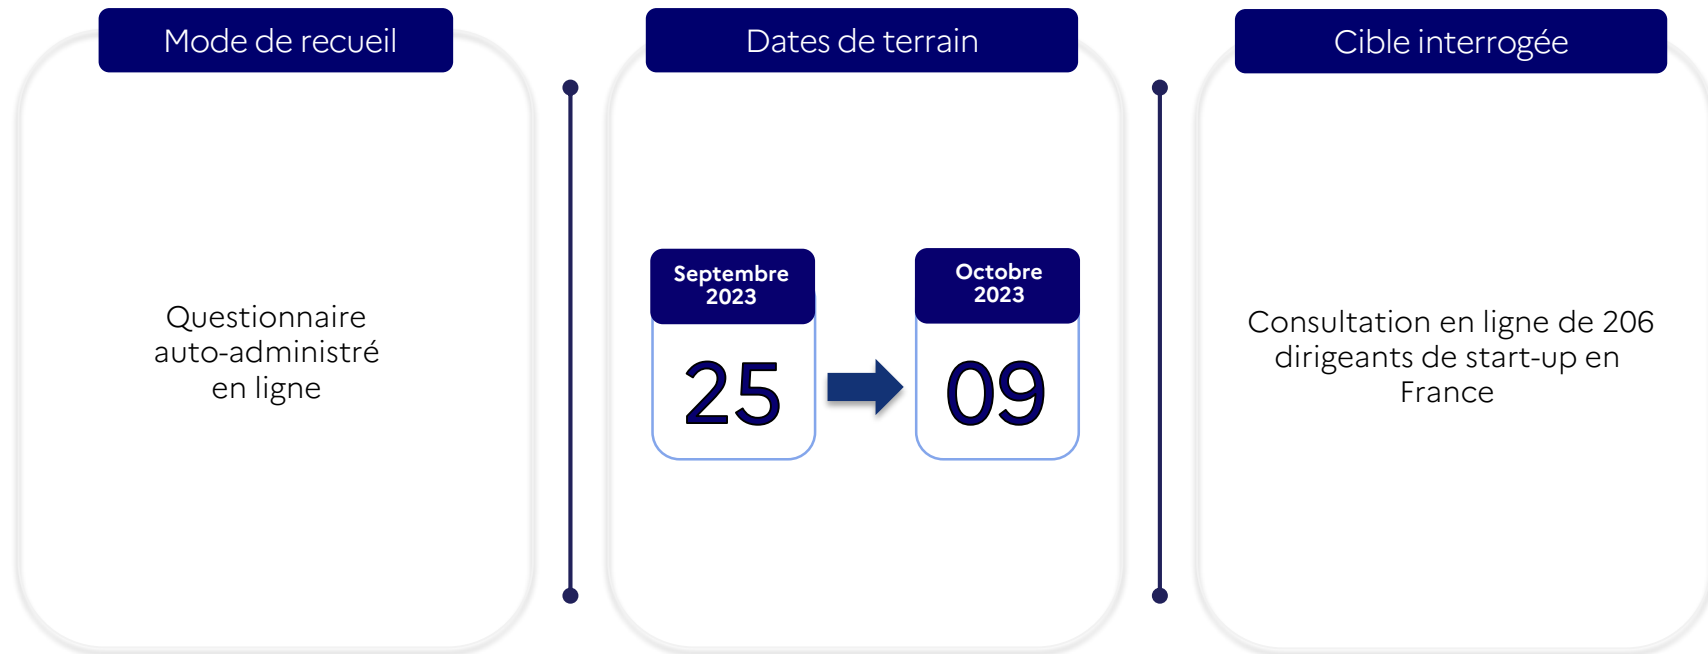 Mode de recueil
Questionnaire
auto-administré
en ligne
Dates de terrain
Septembre
2023
25
Octobre
2023
09
Cible interrogée
Consultation en ligne de 206
dirigeants de start-up en
France